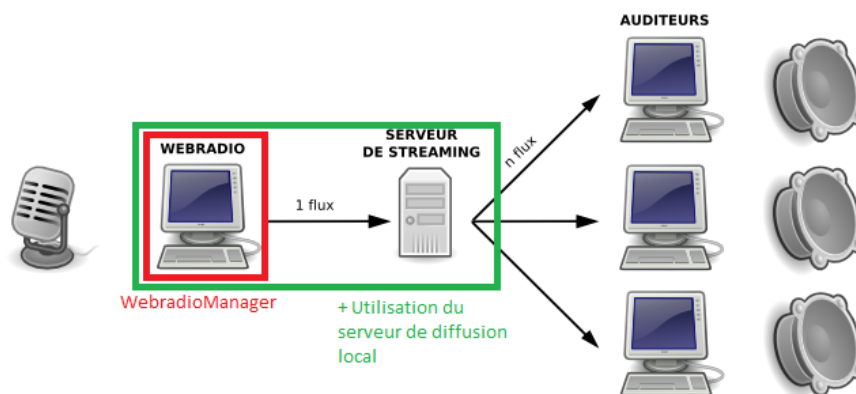 AUDITEURS
WEBRADIO
SERVEUR
DE STREAMING
1 flux
n flux
WebradioManager
+ Utilisation du
serveur de diffusion
local